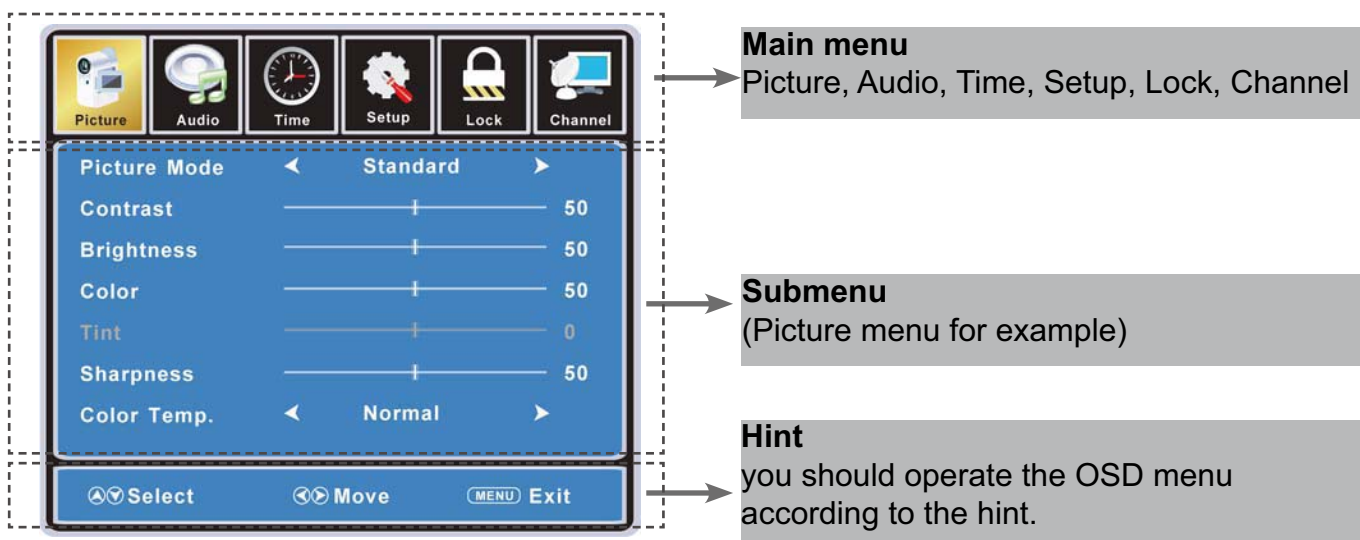 Picture Audio Time Setup Lock Channel
Picture Mode Standard
Contrast 50
Brightness 50
Color 50
Tint 0
Sharpness 50
Color Temp. Normal
Select Move MENU Exit
Main menu
Picture, Audio, Time, Setup, Lock, Channel
Submenu
(Picture menu for example)
Hint
you should operate the OSD menu
according to the hint.